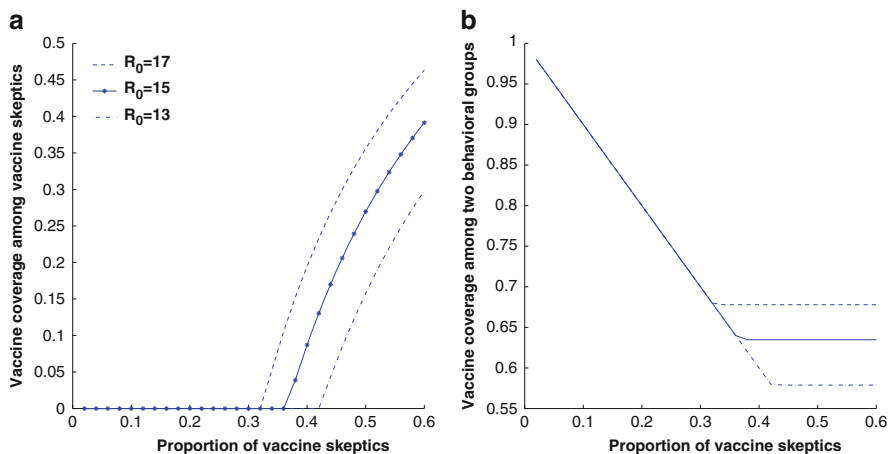 a
Vaccine coverage among vaccine skeptics
0.5
0.45
0.4
0.35
0.3
0.25
0.2
0.15
0.1
0.05
0
R0=17
R0=15
R0=13
0 0.1 0.2 0.3 0.4 0.5 0.6
Proportion of vaccine skeptics
b
Vaccine coverage among two behavioral groups
1
0.95
0.9
0.85
0.8
0.75
0.7
0.65
0.6
0.55
0 0.1 0.2 0.3 0.4 0.5 0.6
Proportion of vaccine skeptics